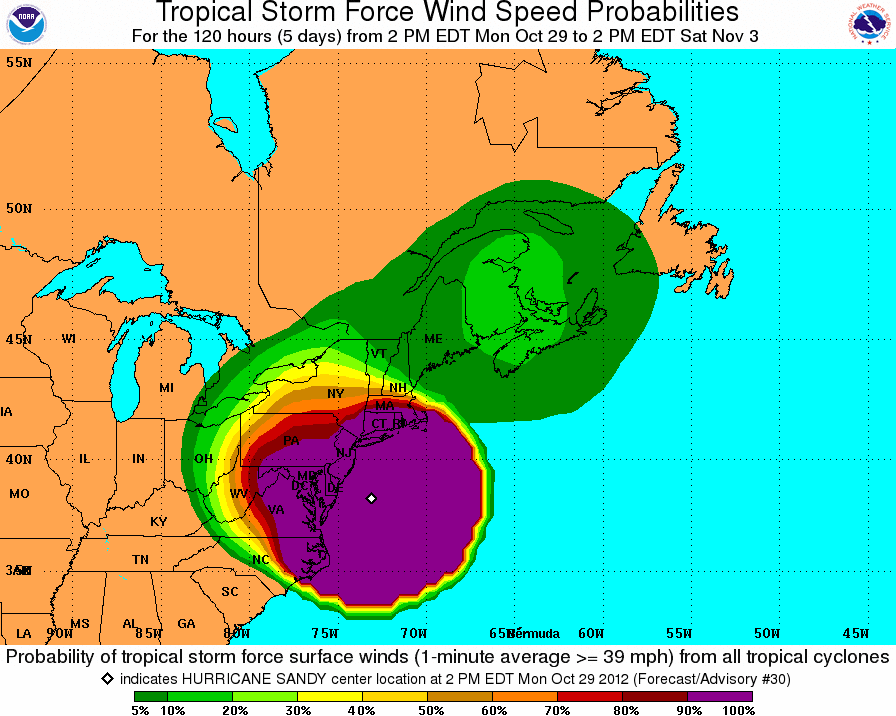 Tropical Storm Force Wind Speed Probabilities
For the 120 hours (5 days) from 2 PM EDT Mon Oct 29 to 2 PM EDT Sat Nov 3
NOAA
NATIONAL WEATHER SERVICE
55N
50N
45N
WI
VT
ME
MI
NY
NH
IA
MA
CT
RI
PA
NJ
40N
IL
IN
OH
MD
DC
DE
MO
WV
VA
KY
TN
NC
35N
SC
MS
AL
GA
LA
90W
85W
80W
75W
70W
65W
Bermuda
60W
55W
50W
45W
Probability of tropical storm force surface winds (1-minute average >= 39 mph) from all tropical cyclones
indicates HURRICANE SANDY center location at 2 PM EDT Mon Oct 29 2012 (Forecast/Advisory #30)
5% 10% 20% 30% 40% 50% 60% 70% 80% 90% 100%